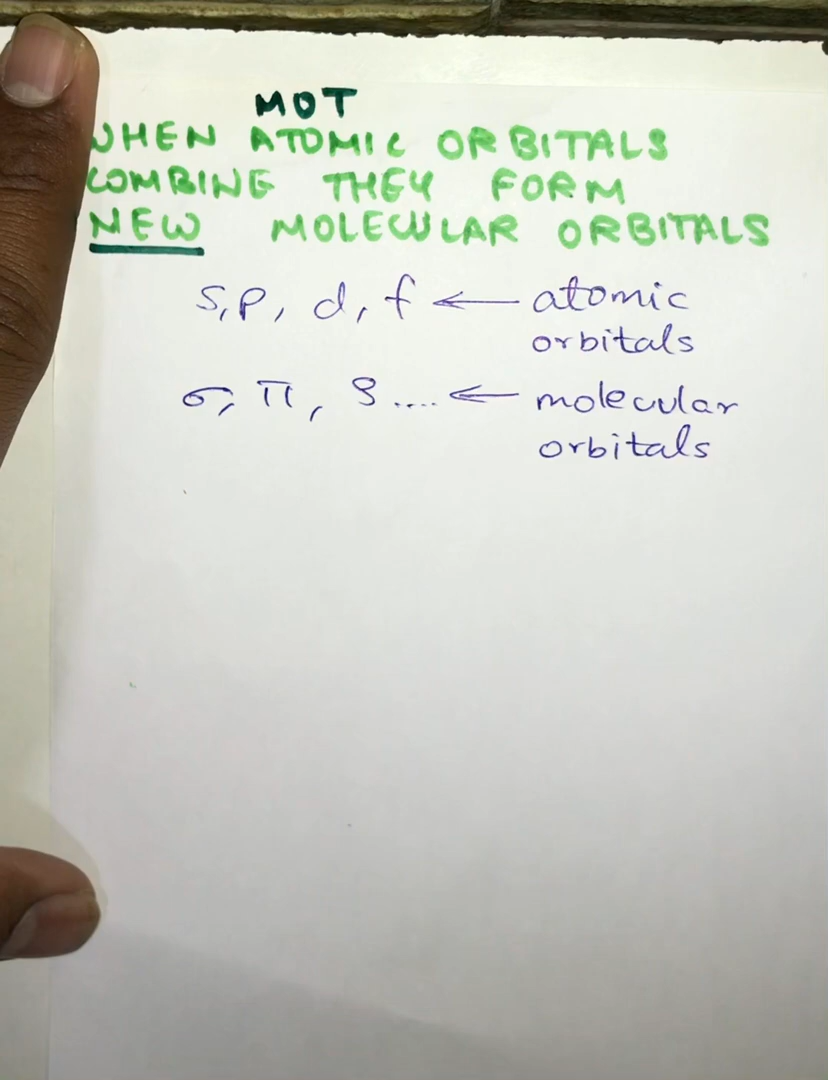 MOT
WHEN ATOMIC ORBITALS
COMBINE THEY FORM
NEW MOLECULAR ORBITALS
s, p, d, f ← atomic
orbitals
σ, π, δ .... ← molecular
orbitals